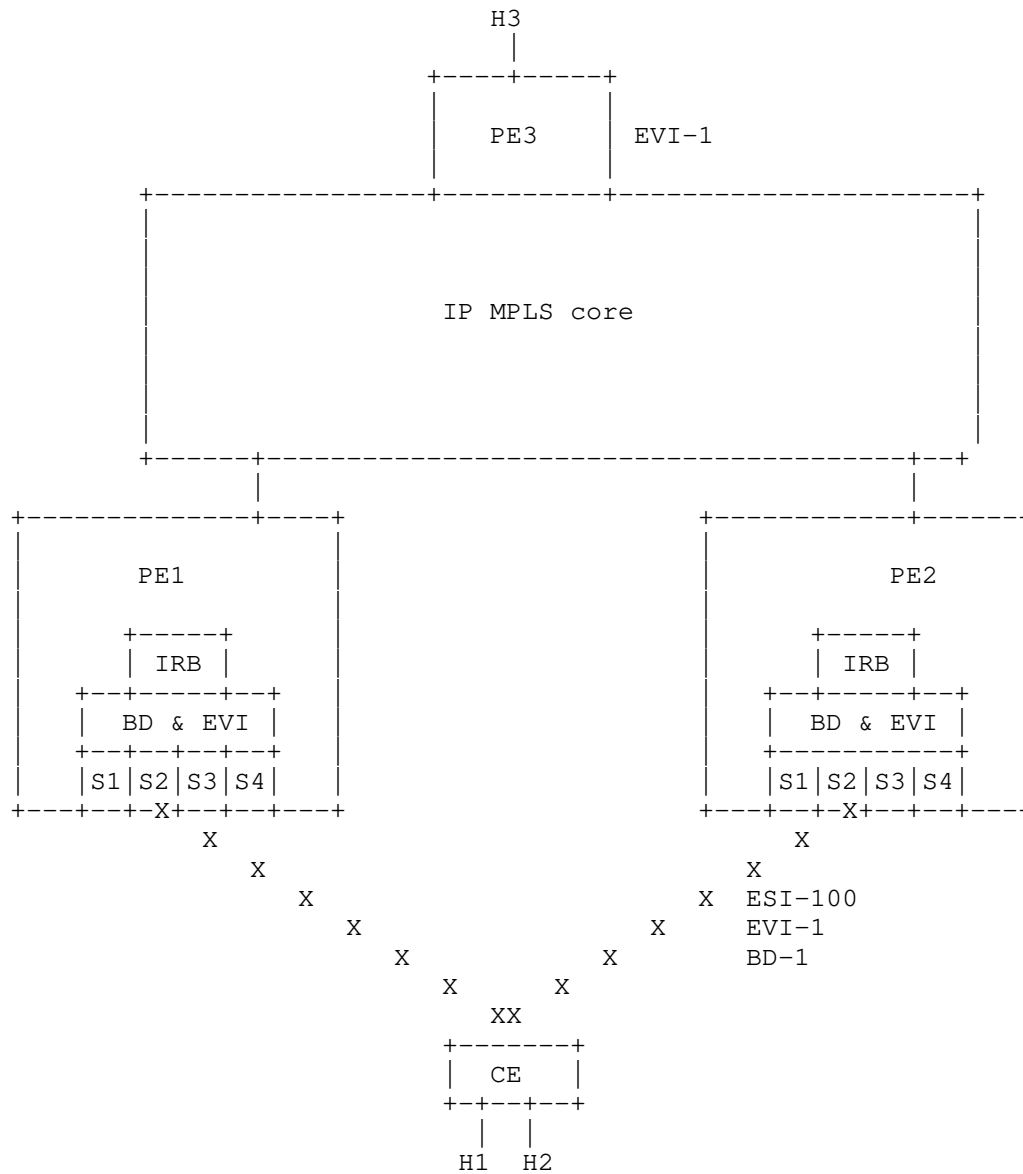 H3
PE3 EVI-1
IP MPLS core
PE1 PE2
IRB IRB
BD & EVI BD & EVI
S1 S2 S3 S4 S1 S2 S3 S4
X X
X X
X X
X X ESI-100
X X EVI-1
X X BD-1
X X
XX
CE
H1 H2